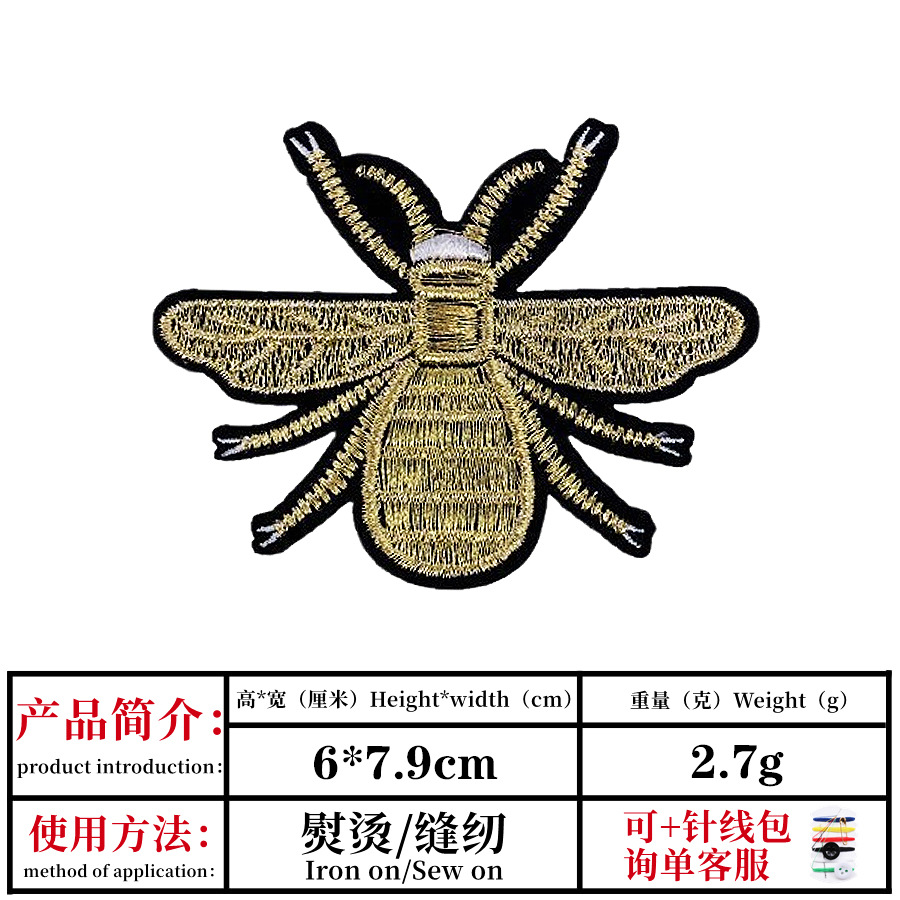 产品简介：
product introduction:
高*宽（厘米）Height*width（cm）
重量（克）Weight（g）
6*7.9cm
2.7g
使用方法：
method of application:
熨烫/缝纫
Iron on/Sew on
可+针线包
询单客服